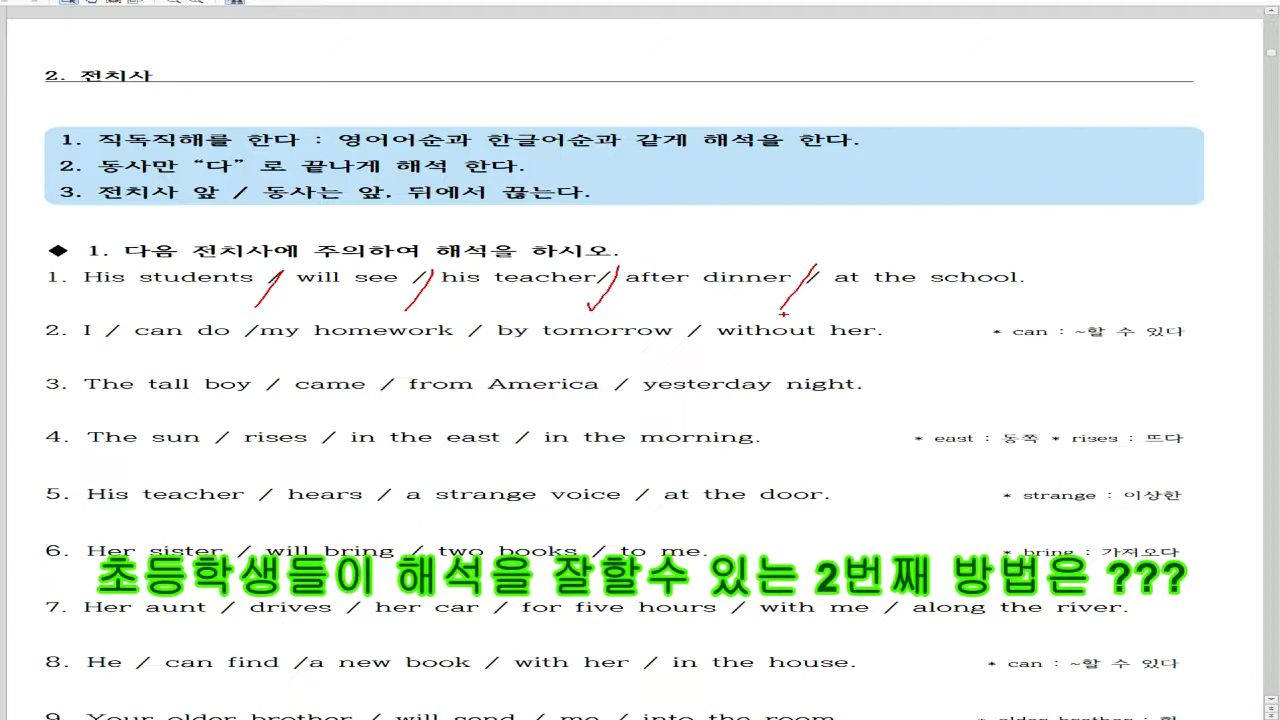 2. 전치사
1. 직독직해를 한다 : 영어어순과 한글어순과 같게 해석을 한다.
2. 동사만 “다”로 끝나게 해석 한다.
3. 전치사 앞 / 동사는 앞, 뒤에서 끊는다.
◆ 1. 다음 전치사에 주의하여 해석을 하시오.
1. His students / will see / his teacher/ after dinner / at the school.
2. I / can do /my homework / by tomorrow / without her. * can : ~할 수 있다
3. The tall boy / came / from America / yesterday night.
4. The sun / rises / in the east / in the morning. * east : 동쪽 * rises : 뜨다
5. His teacher / hears / a strange voice / at the door. * strange : 이상한
6. Her sister / will bring / two books / to me. * bring : 가져오다
초등학생들이 해석을 잘할수 있는 2번째 방법은 ???
7. Her aunt / drives / her car / for five hours / with me / along the river.
8. He / can find /a new book / with her / in the house. * can : ~할 수 있다
9. Your older brother / will send / me / into the room.